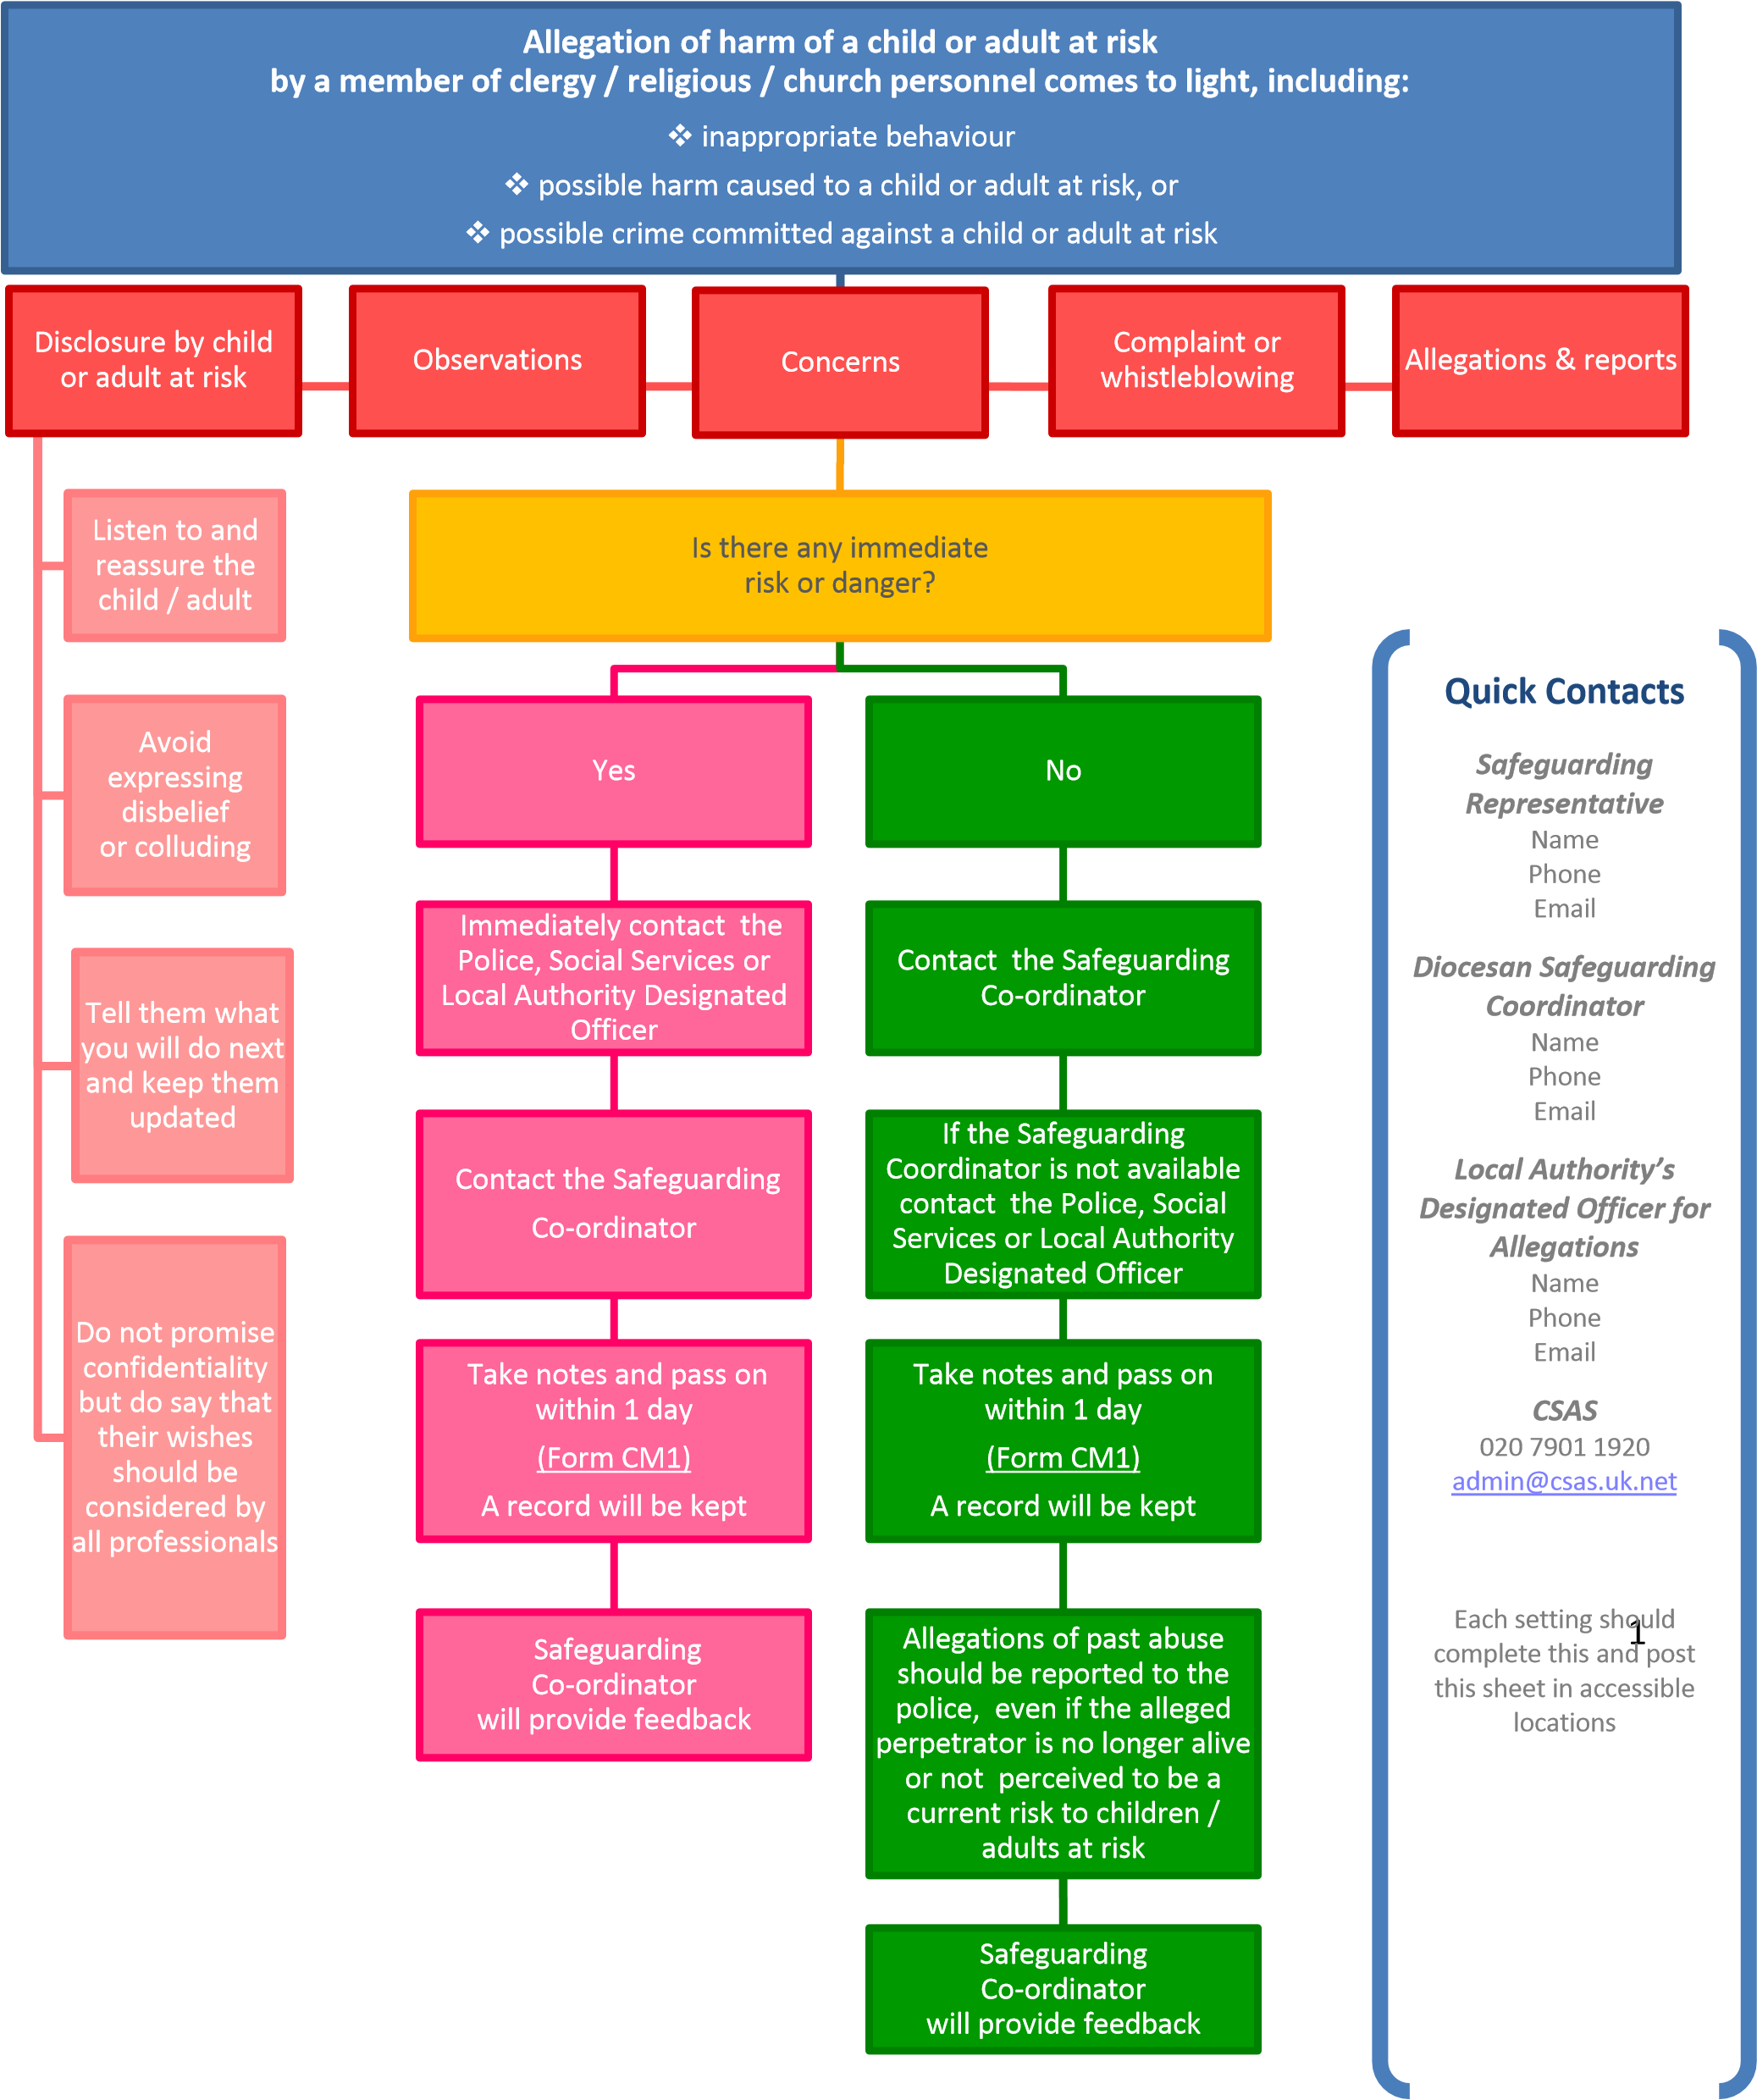 Allegation of harm of a child or adult at risk
by a member of clergy / religious / church personnel comes to light, including:
❖ inappropriate behaviour
❖ possible harm caused to a child or adult at risk, or
❖ possible crime committed against a child or adult at risk
Disclosure by child
or adult at risk
Observations
Concerns
Complaint or
whistleblowing
Allegations & reports
Listen to and
reassure the
child / adult
Avoid
expressing
disbelief
or colluding
Tell them what
you will do next
and keep them
updated
Do not promise
confidentiality
but do say that
their wishes
should be
considered by
all professionals
Is there any immediate
risk or danger?
Yes
Immediately contact  the
Police, Social Services or
Local Authority Designated
Officer
Contact the Safeguarding
Co-ordinator
Take notes and pass on
within 1 day
(Form CM1)
A record will be kept
Safeguarding
Co-ordinator
will provide feedback
No
Contact  the Safeguarding
Co-ordinator
If the Safeguarding
Coordinator is not available
contact  the Police, Social
Services or Local Authority
Designated Officer
Take notes and pass on
within 1 day
(Form CM1)
A record will be kept
Allegations of past abuse
should be reported to the
police,  even if the alleged
perpetrator is no longer alive
or not  perceived to be a
current risk to children /
adults at risk
Safeguarding
Co-ordinator
will provide feedback
Quick Contacts
Safeguarding
Representative
Name
Phone
Email
Diocesan Safeguarding
Coordinator
Name
Phone
Email
Local Authority’s
Designated Officer for
Allegations
Name
Phone
Email
CSAS
020 7901 1920
admin@csas.uk.net
Each setting should
complete this and post
this sheet in accessible
locations
1